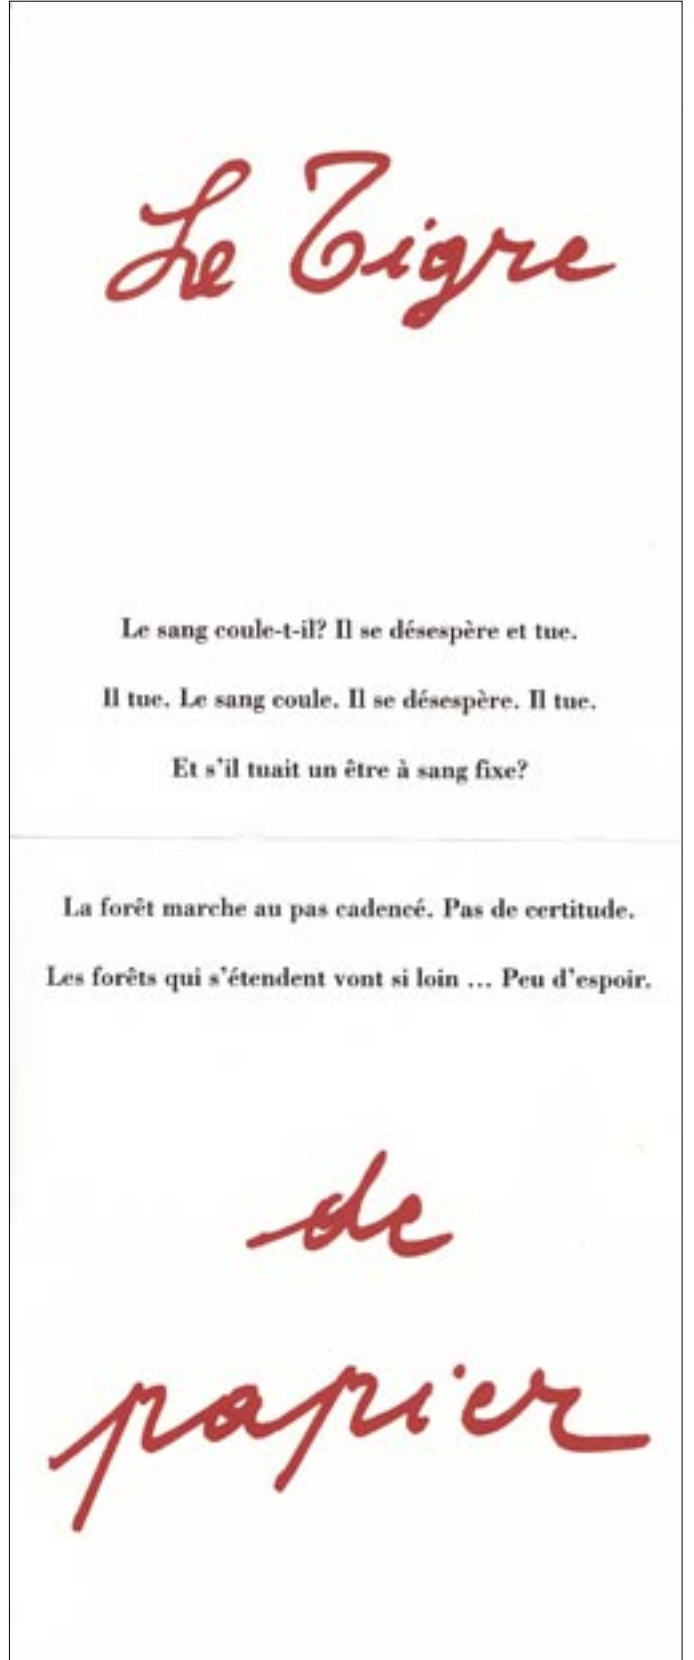 Le Tigre
Le sang coule-t-il? Il se désespère et tue.
Il tue. Le sang coule. Il se désespère. Il tue.
Et s'il tuait un être à sang fixe?
La forêt marche au pas cadencé. Pas de certitude.
Les forêts qui s'étendent vont si loin ... Peu d'espoir.
de
papier